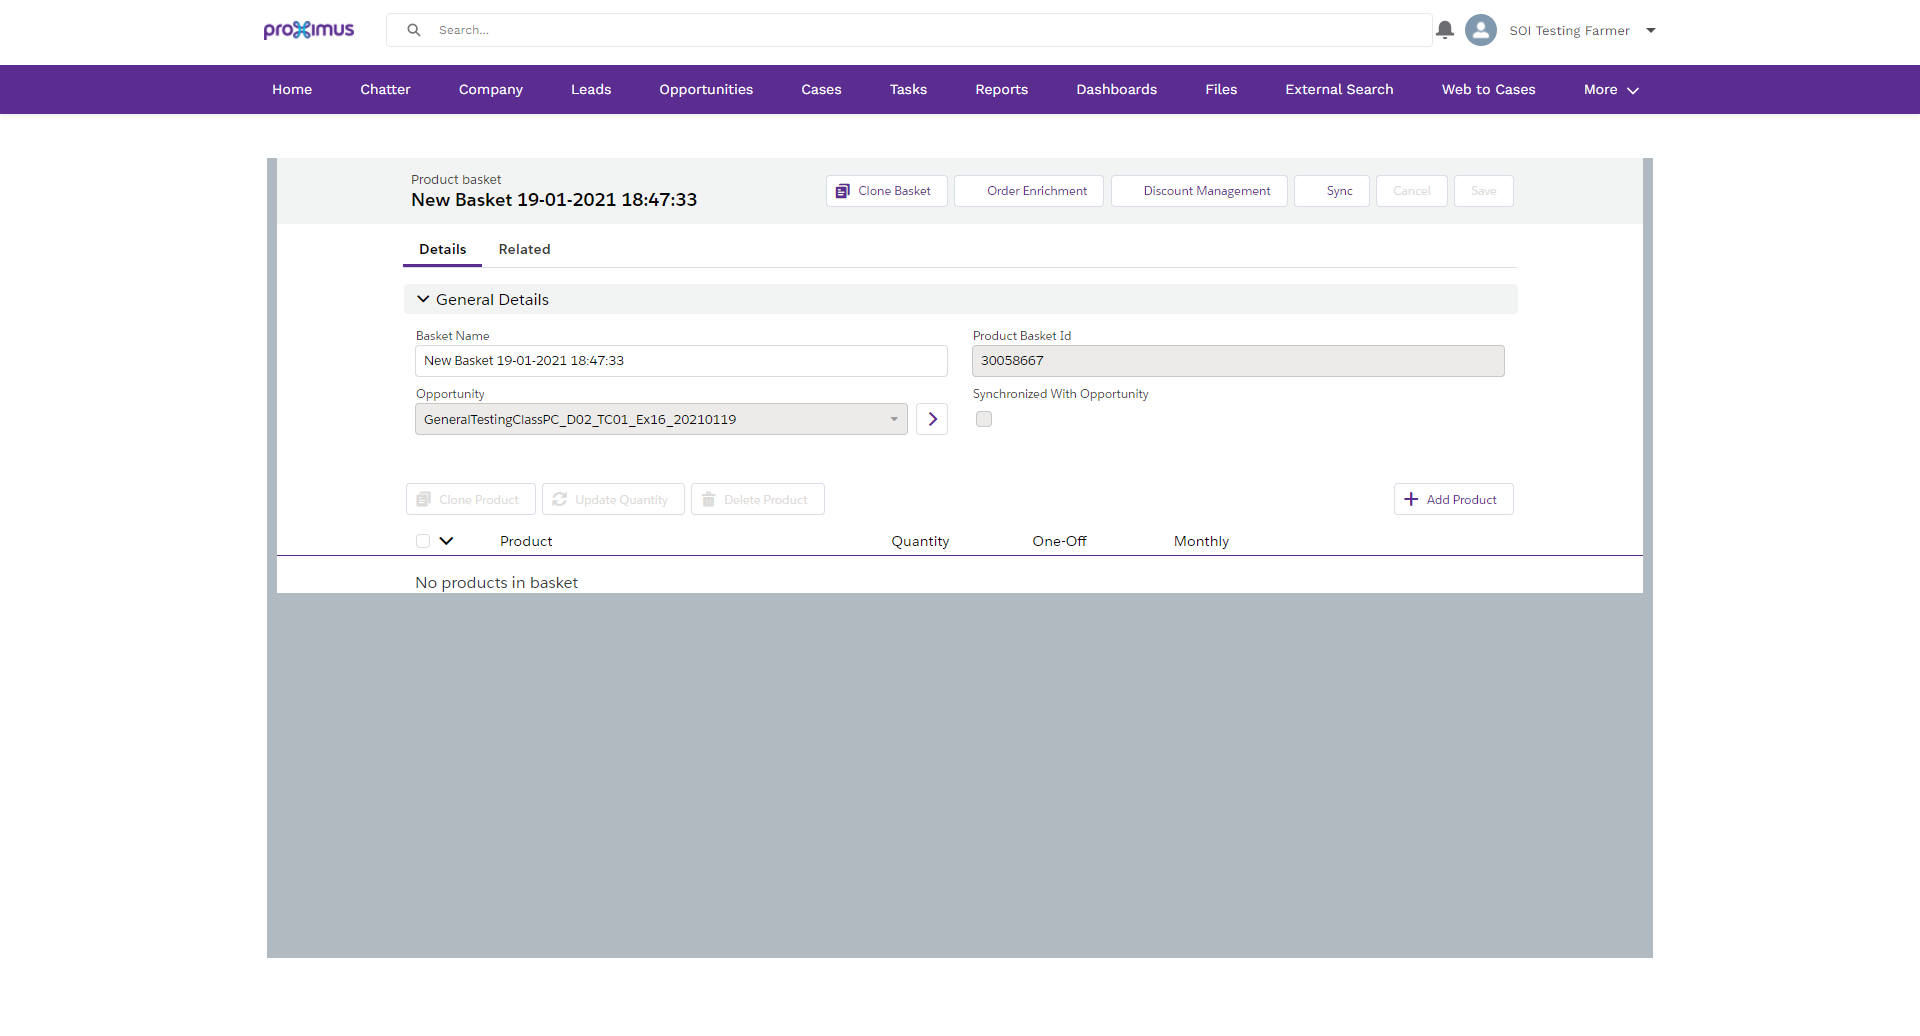 proximus
Search...
SOI Testing Farmer
Home Chatter Company Leads Opportunities Cases Tasks Reports Dashboards Files External Search Web to Cases More
Product basket
New Basket 19-01-2021 18:47:33
Clone Basket Order Enrichment Discount Management Sync Cancel Save
Details Related
General Details
Basket Name Product Basket Id
New Basket 19-01-2021 18:47:33 30058667
Opportunity Synchronized With Opportunity
GeneralTestingClassPC_D02_TC01_Ex16_20210119
Clone Product Update Quantity Delete Product Add Product
Product Quantity One-Off Monthly
No products in basket